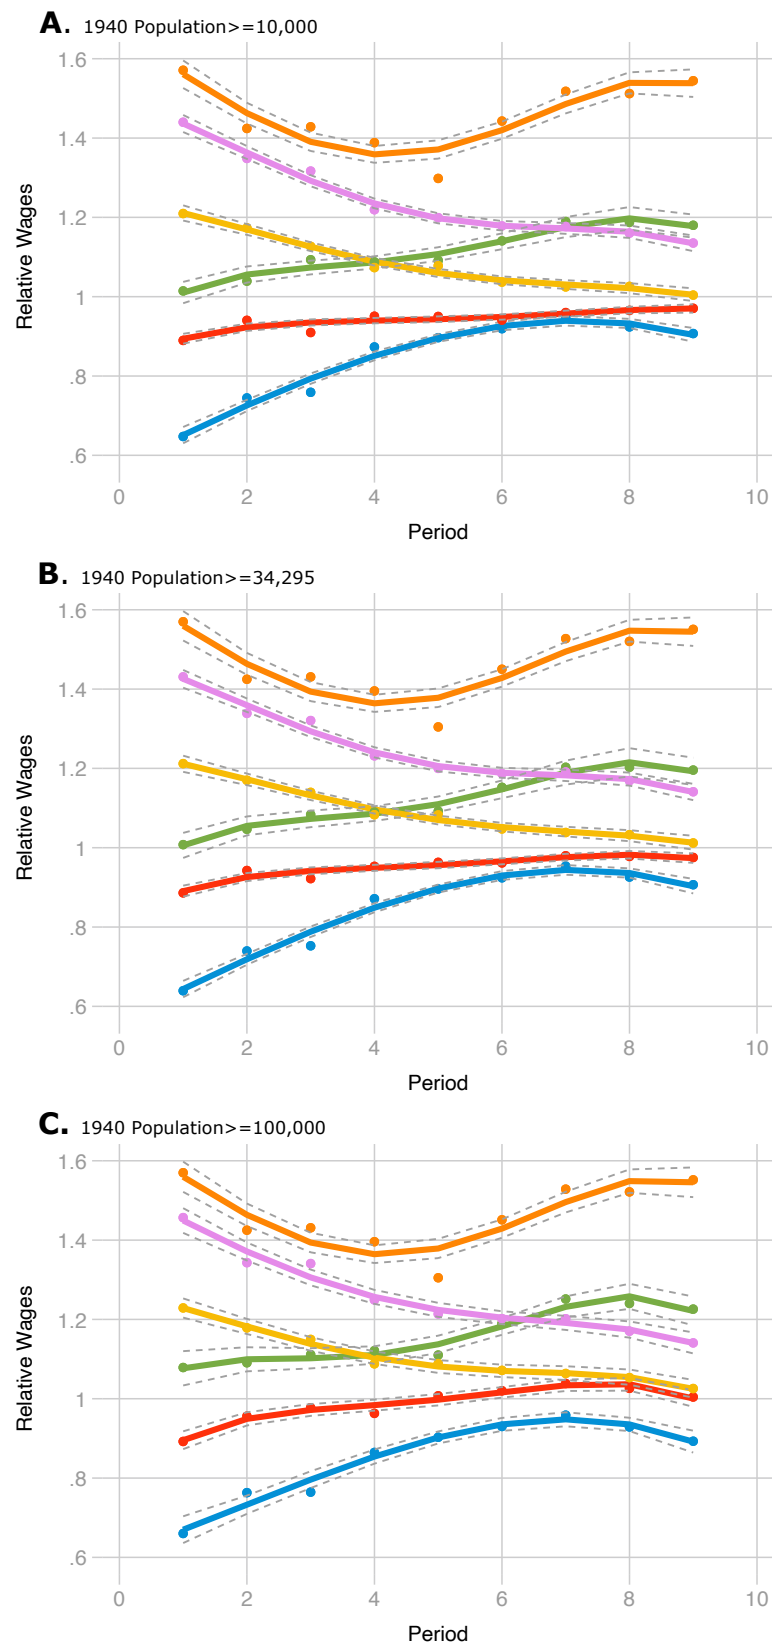 A. 1940 Population>=10,000
1.6
1.4
1.2
1
.8
.6
Relative Wages
0 2 4 6 8 10
Period
B. 1940 Population>=34,295
1.6
1.4
1.2
1
.8
.6
Relative Wages
0 2 4 6 8 10
Period
C. 1940 Population>=100,000
1.6
1.4
1.2
1
.8
.6
Relative Wages
0 2 4 6 8 10
Period